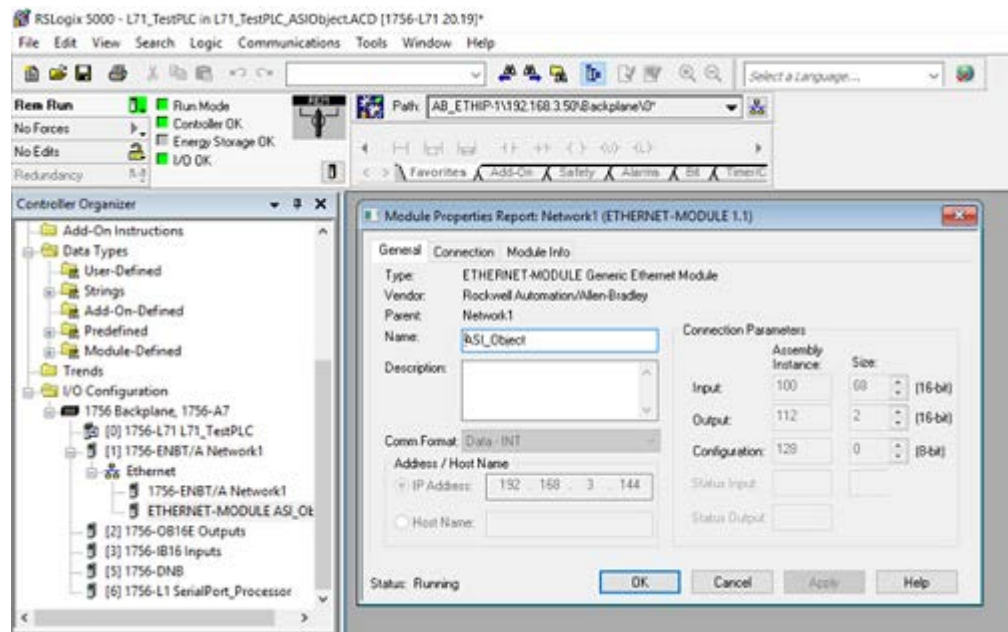 RSLogix 5000 - L71_TestPLC in L71_TestPLC_ASIObject.ACD [1756-L71 20.19]*
File Edit View Search Logic Communications Tools Window Help
Select a Language...
Rem Run
Run Mode
No Forces
Controller OK
Energy Storage OK
No Edits
I/O OK
Redundancy
REM
Path: AB_ETHIP-1\192.168.3.50\Backplane\0*
Favorites Add-On Safety Alarms Bit Timer/C
Controller Organizer
Add-On Instructions
Data Types
User-Defined
Strings
Add-On-Defined
Predefined
Module-Defined
Trends
I/O Configuration
1756 Backplane, 1756-A7
[0] 1756-L71 L71_TestPLC
[1] 1756-ENBT/A Network1
Ethernet
1756-ENBT/A Network1
ETHERNET-MODULE ASI_Ob
[2] 1756-OB16E Outputs
[3] 1756-IB16 Inputs
[5] 1756-DNB
[6] 1756-L1 SerialPort_Processor
Module Properties Report: Network1 (ETHERNET-MODULE 1.1)
General Connection Module Info
Type: ETHERNET-MODULE Generic Ethernet Module
Vendor: Rockwell Automation/Allen-Bradley
Parent: Network1
Name: ASI_Object
Description:
Comm Format: Data - INT
Address / Host Name
IP Address: 192 . 168 . 3 . 144
Host Name:
Connection Parameters
Assembly Instance: Size:
Input: 100 68 (16-bit)
Output: 112 2 (16-bit)
Configuration: 128 0 (8-bit)
Status Input:
Status Output:
Status: Running
OK Cancel Apply Help